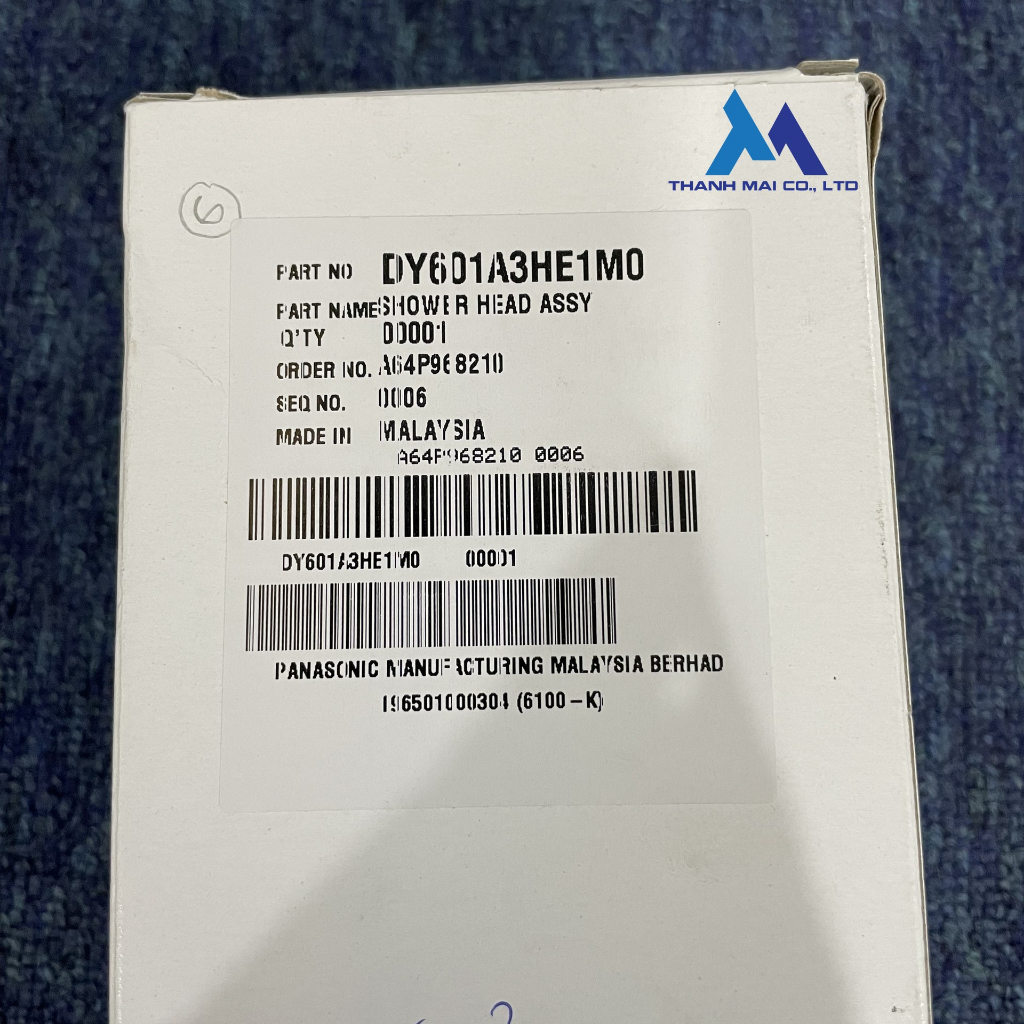 THANH MAI CO., LTD
6
PART NO DY601A3HE1M0
PART NAME SHOWER HEAD ASSY
Q'TY 00001
ORDER NO. A64P968210
SEQ NO. 0006
MADE IN MALAYSIA
A64P968210 0006
DY601A3HE1M0 00001
PANASONIC MANUFACTURING MALAYSIA BERHAD
196501000304 (6100-K)